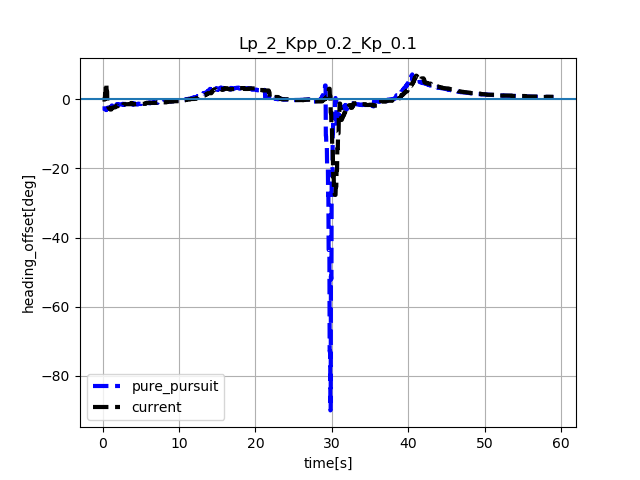 Lp_2_Kpp_0.2_Kp_0.1
heading_offset[deg]
0
−20
−40
−60
−80
pure_pursuit
current
0 10 20 30 40 50 60
time[s]